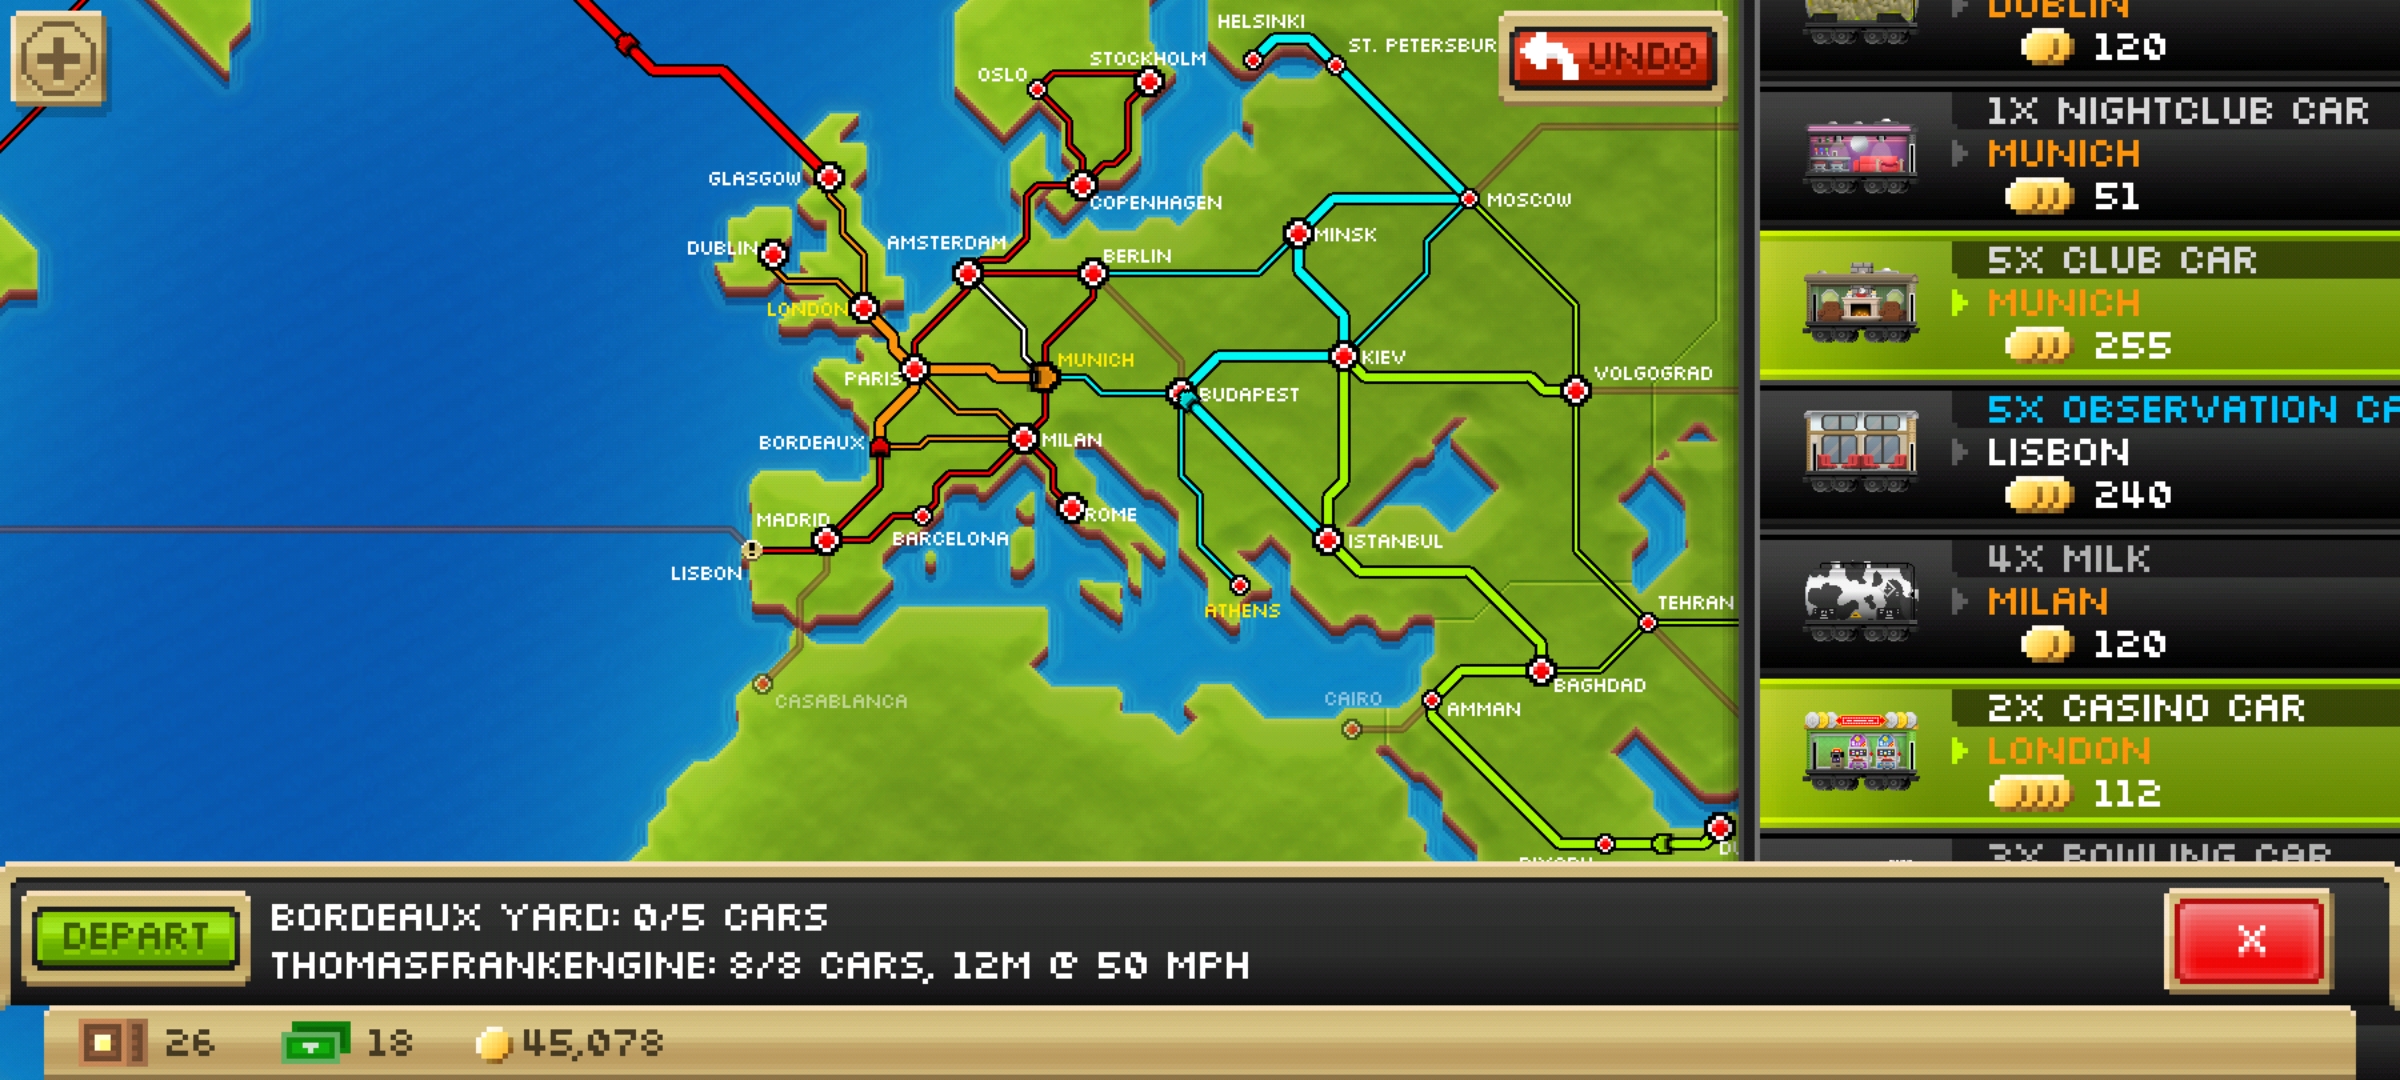 HELSINKI
ST. PETERSBUR
UNDO
OSLO
STOCKHOLM
GLASGOW
COPENHAGEN
MOSCOW
MINSK
DUBLIN
AMSTERDAM
BERLIN
LONDON
MUNICH
KIEV
VOLGOGRAD
PARIS
BUDAPEST
BORDEAUX
MILAN
MADRID
BARCELONA
ROME
ISTANBUL
LISBON
ATHENS
TEHRAN
CASABLANCA
CAIRO
AMMAN
BAGHDAD
DUBLIN
120
1X NIGHTCLUB CAR
MUNICH
51
5X CLUB CAR
MUNICH
255
5X OBSERVATION CA
LISBON
240
4X MILK
MILAN
120
2X CASINO CAR
LONDON
112
3X BOWLING CAR
DEPART
BORDEAUX YARD: 0/5 CARS
THOMASFRANKENGINE: 8/8 CARS, 12M @ 50 MPH
X
26
18
45,078